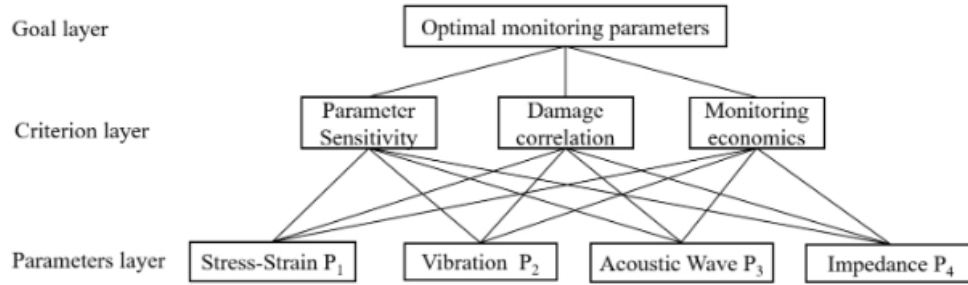 Goal layer
Optimal monitoring parameters
Criterion layer
Parameter
Sensitivity
Damage
correlation
Monitoring
economics
Parameters layer
Stress-Strain P₁
Vibration P₂
Acoustic Wave P₃
Impedance P₄